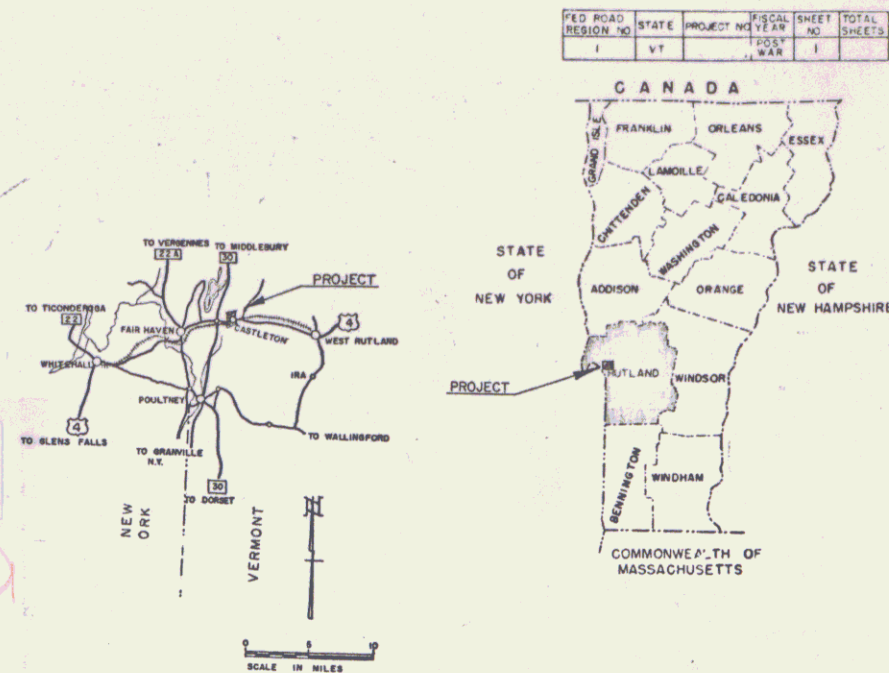 FED ROAD REGION NO
STATE
PROJECT NO
FISCAL YEAR
SHEET NO
TOTAL SHEETS
1
VT
POST WAR
1
CANADA
GRAND ISLE
FRANKLIN
ORLEANS
ESSEX
LAMOILLE
CHITTENDEN
CALEDONIA
WASHINGTON
STATE
OF
NEW YORK
ADDISON
ORANGE
STATE
OF
NEW HAMPSHIRE
PROJECT
RUTLAND
WINDSOR
BENNINGTON
WINDHAM
COMMONWEALTH OF
MASSACHUSETTS
TO VERGENNES
22A
TO MIDDLEBURY
30
PROJECT
TO TICONDEROGA
22
FAIR HAVEN
CASTLETON
4
WEST RUTLAND
WHITEHALL
IRA
POULTNEY
4
TO GLENS FALLS
TO WALLINGFORD
TO GRANVILLE
N.Y.
30
TO DORSET
NEW
YORK
VERMONT
N
0 5 10
SCALE IN MILES